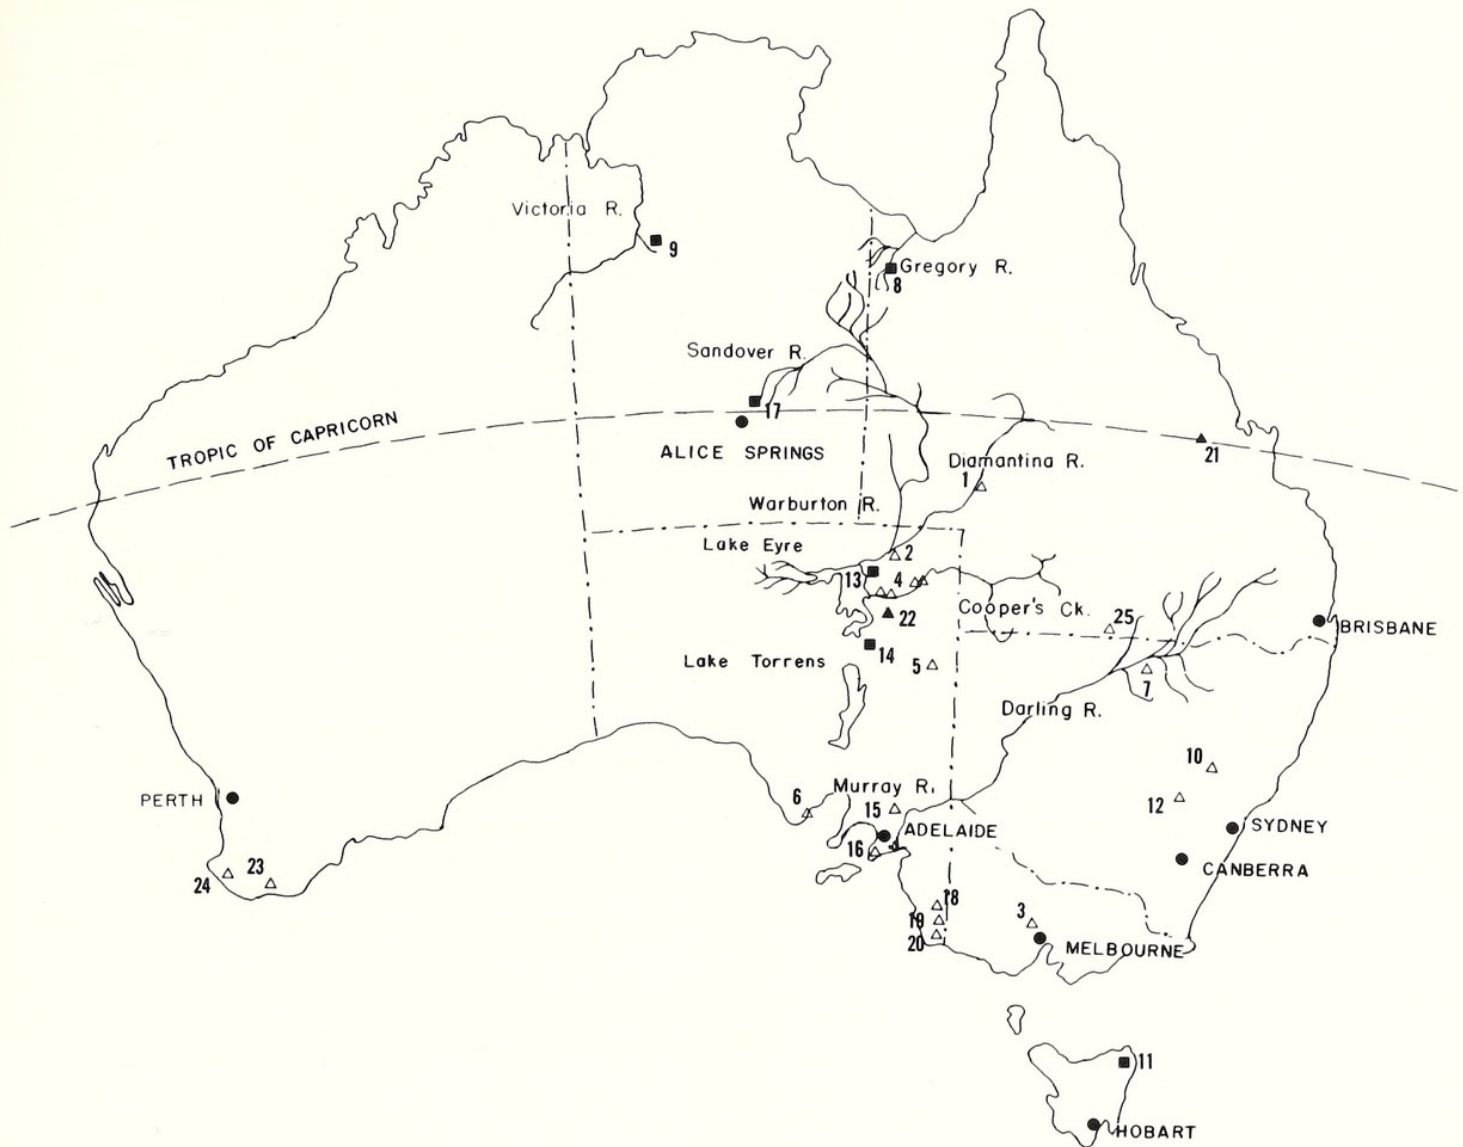 Victoria R.
9
Gregory R.
8
Sandover R.
17
TROPIC OF CAPRICORN
ALICE SPRINGS
21
Diamantina R.
1
Warburton R.
Lake Eyre
2
13
4
Cooper's Ck.
25
22
BRISBANE
14
Lake Torrens
5
7
Darling R.
10
Murray R.
6
15
12
PERTH
ADELAIDE
SYDNEY
16
CANBERRA
23
24
18
19
3
20
MELBOURNE
11
HOBART